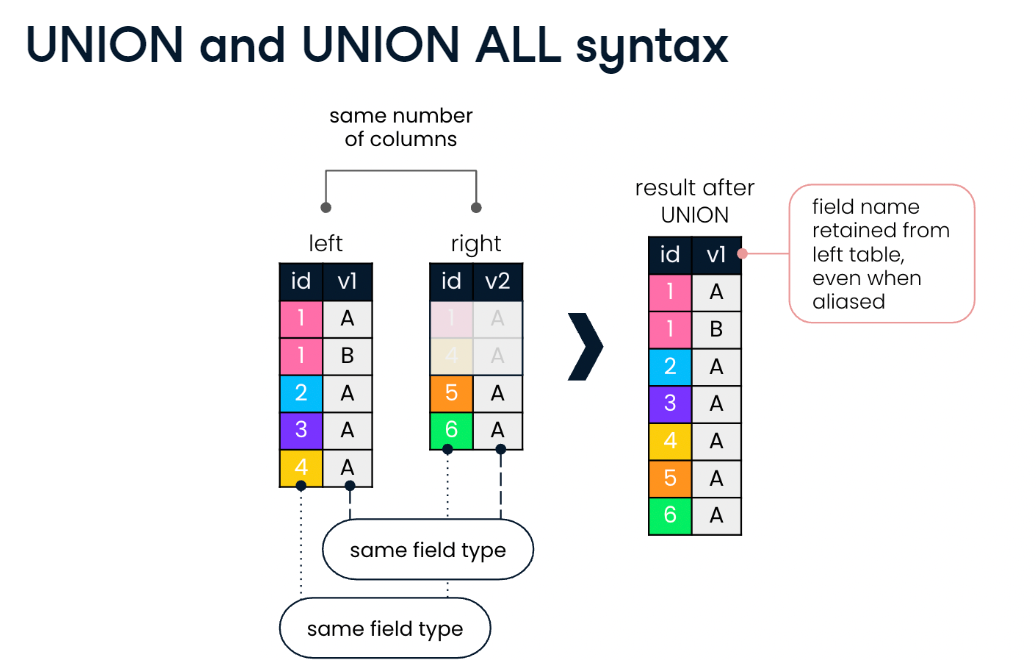 UNION and UNION ALL syntax
same number
of columns
left
id v1
1 A
1 B
2 A
3 A
4 A
right
id v2
1 A
4 A
5 A
6 A
same field type
same field type
result after
UNION
id v1
1 A
1 B
2 A
3 A
4 A
5 A
6 A
field name
retained from
left table,
even when
aliased